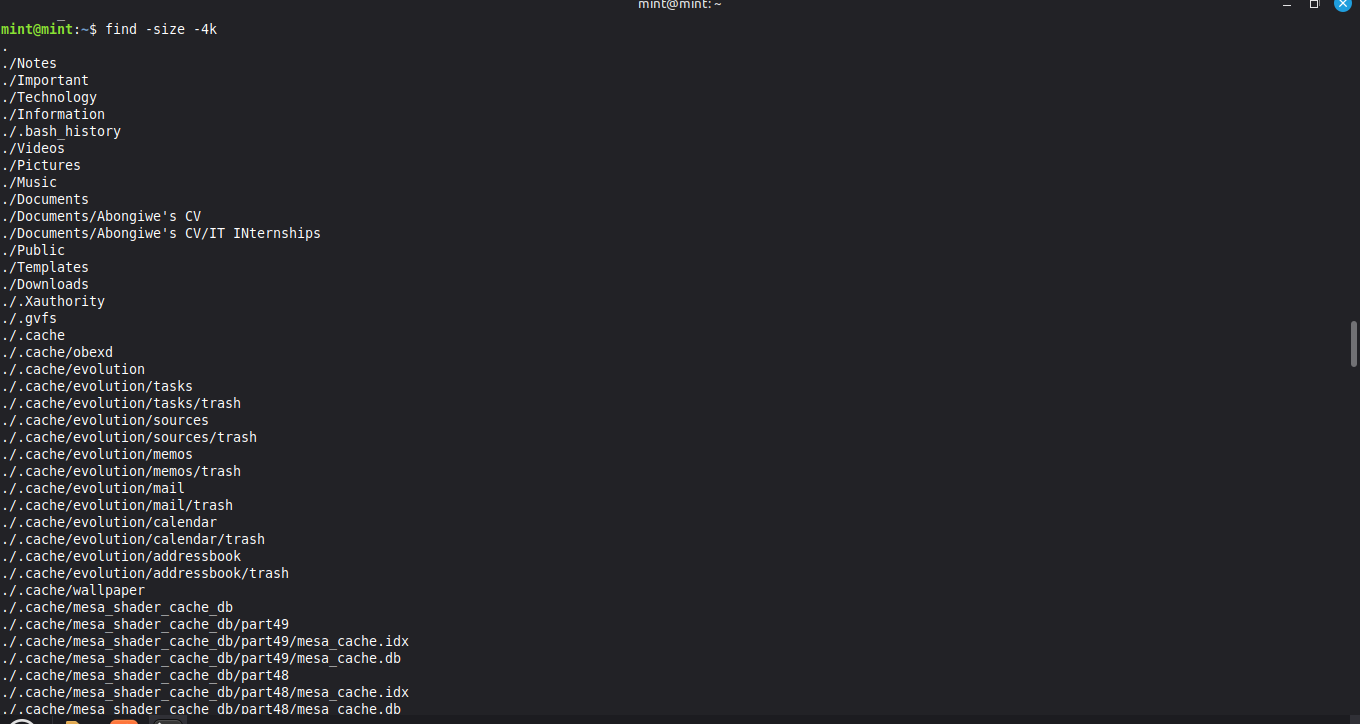 mint@mint: ~
mint@mint:~$ find -size -4k
.
./Notes
./Important
./Technology
./Information
./.bash_history
./Videos
./Pictures
./Music
./Documents
./Documents/Abongiwe's CV
./Documents/Abongiwe's CV/IT INternships
./Public
./Templates
./Downloads
./.Xauthority
./.gvfs
./.cache
./.cache/obexd
./.cache/evolution
./.cache/evolution/tasks
./.cache/evolution/tasks/trash
./.cache/evolution/sources
./.cache/evolution/sources/trash
./.cache/evolution/memos
./.cache/evolution/memos/trash
./.cache/evolution/mail
./.cache/evolution/mail/trash
./.cache/evolution/calendar
./.cache/evolution/calendar/trash
./.cache/evolution/addressbook
./.cache/evolution/addressbook/trash
./.cache/wallpaper
./.cache/mesa_shader_cache_db
./.cache/mesa_shader_cache_db/part49
./.cache/mesa_shader_cache_db/part49/mesa_cache.idx
./.cache/mesa_shader_cache_db/part49/mesa_cache.db
./.cache/mesa_shader_cache_db/part48
./.cache/mesa_shader_cache_db/part48/mesa_cache.idx
./.cache/mesa_shader_cache_db/part48/mesa_cache.db